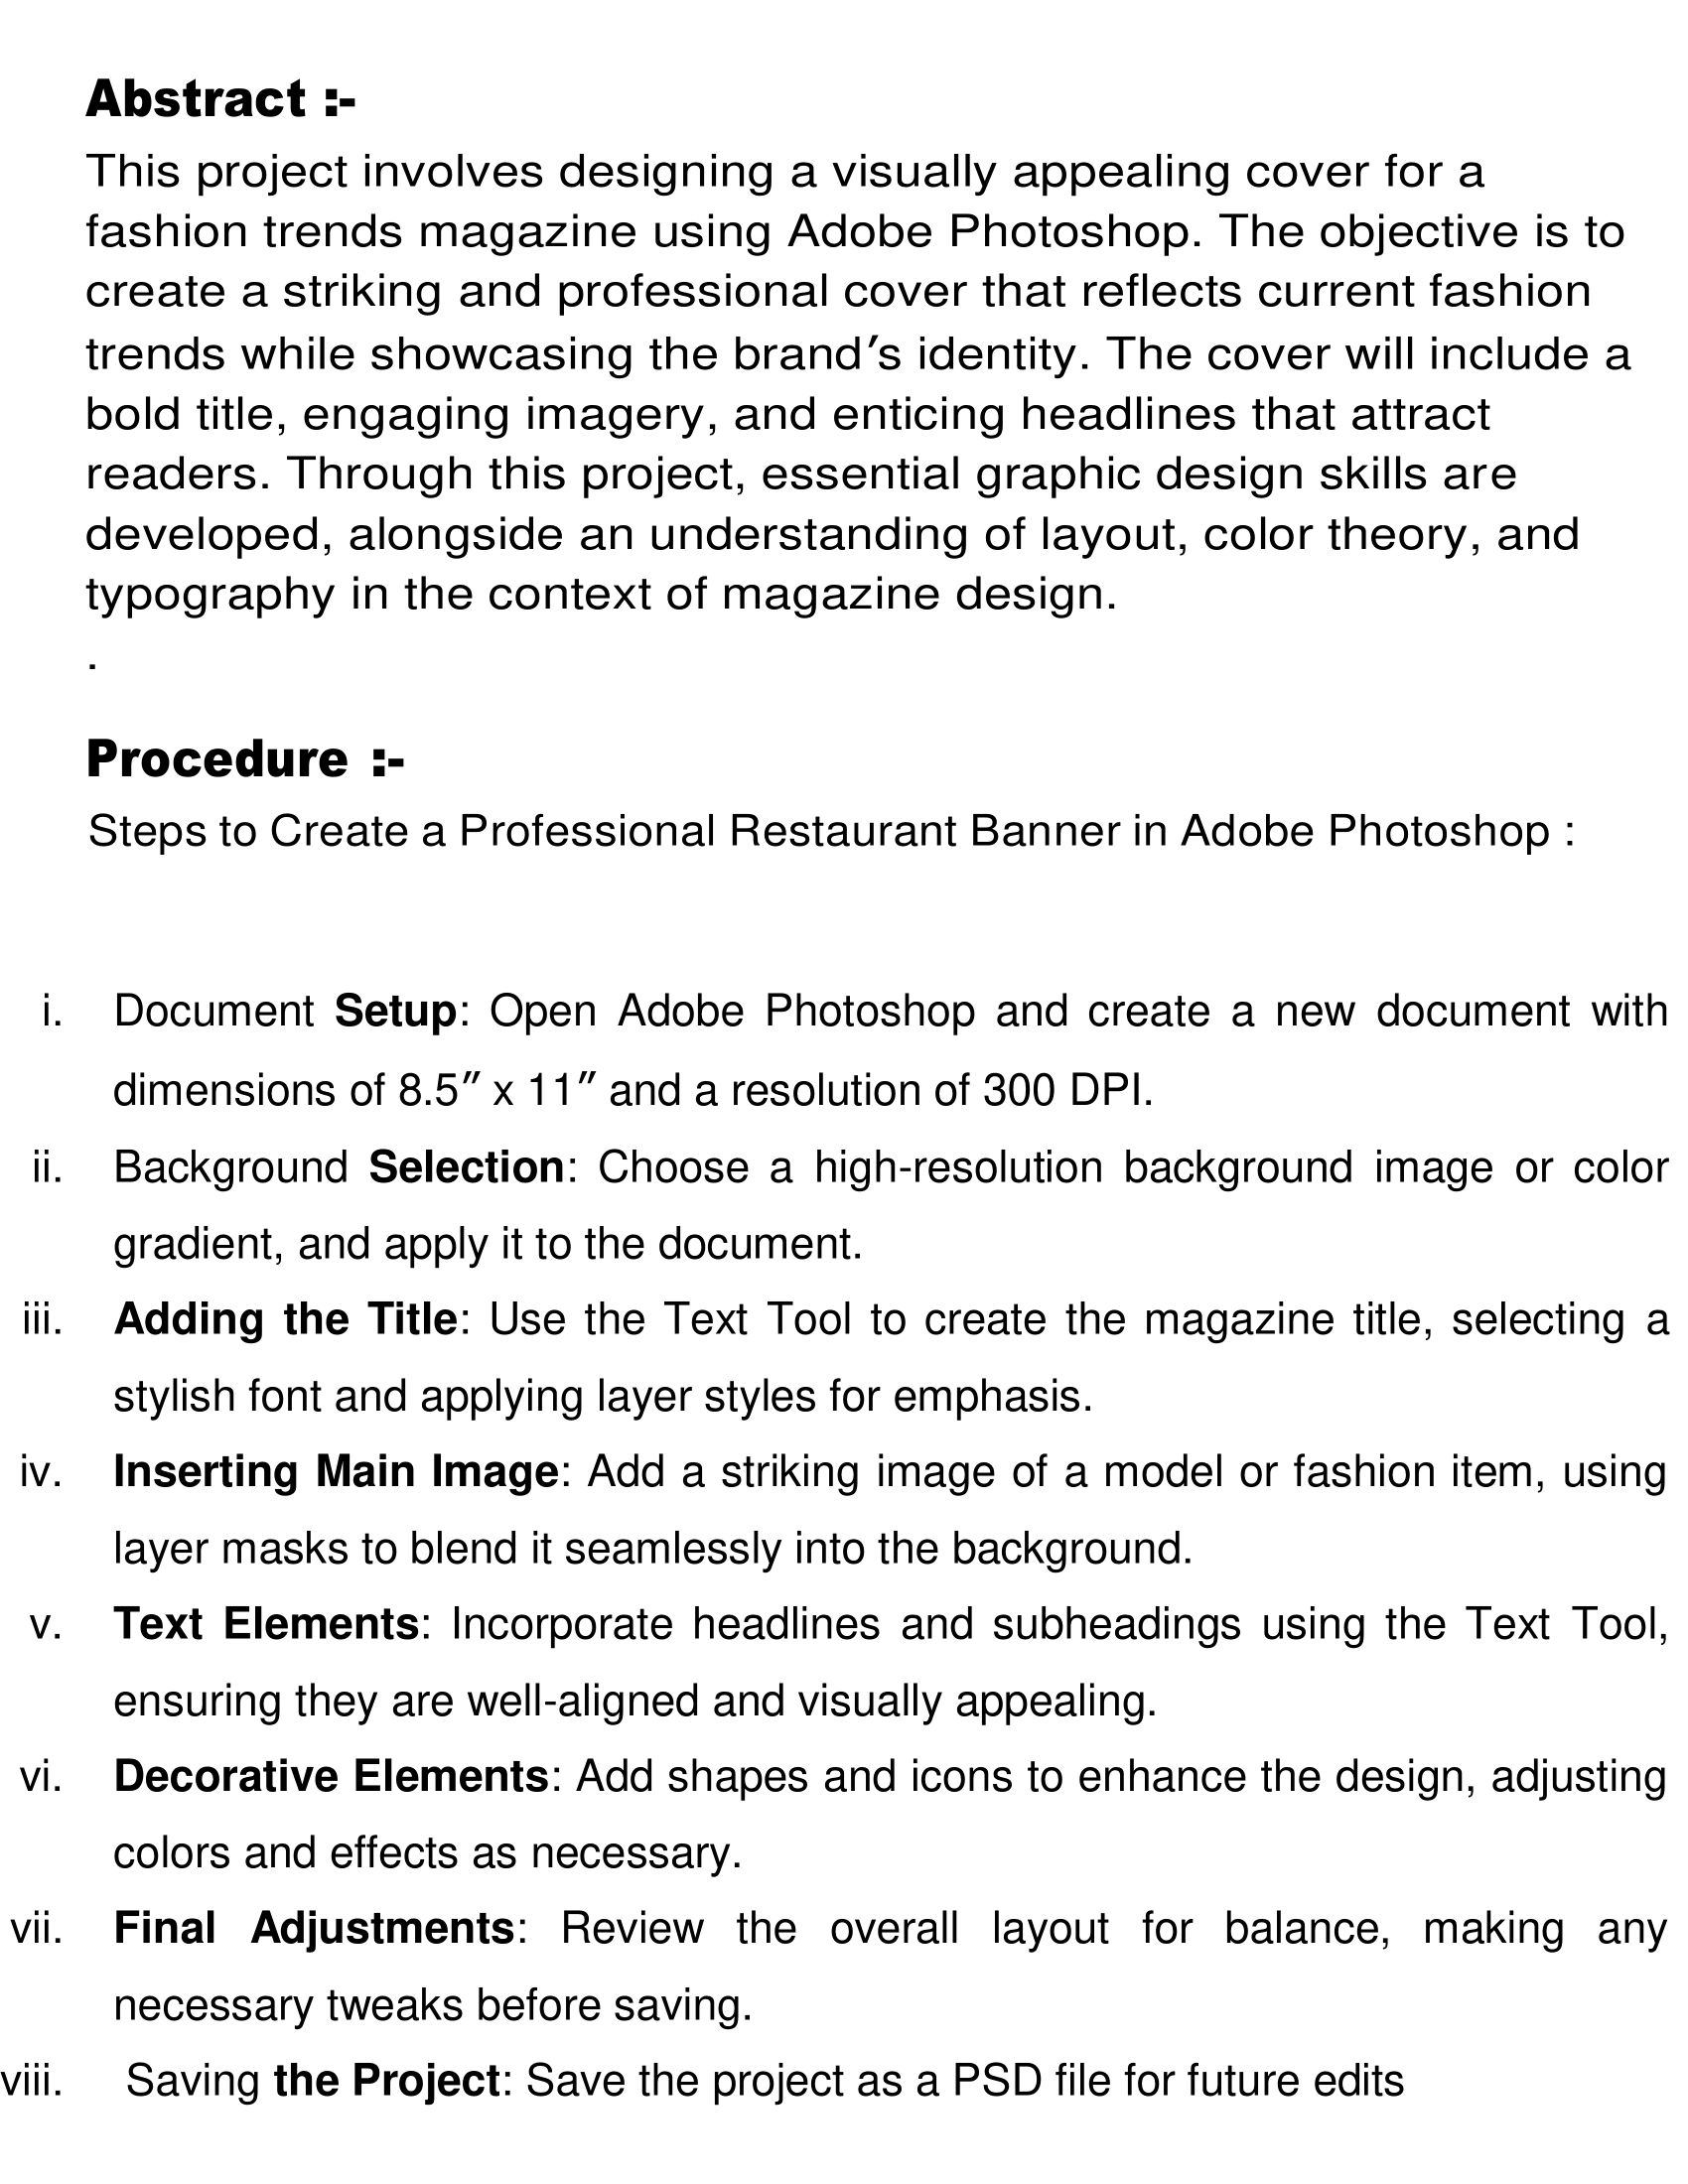 Abstract :-
This project involves designing a visually appealing cover for a
fashion trends magazine using Adobe Photoshop. The objective is to
create a striking and professional cover that reflects current fashion
trends while showcasing the brand′s identity. The cover will include a
bold title, engaging imagery, and enticing headlines that attract
readers. Through this project, essential graphic design skills are
developed, alongside an understanding of layout, color theory, and
typography in the context of magazine design.
.
Procedure :-
Steps to Create a Professional Restaurant Banner in Adobe Photoshop :
i. Document Setup: Open Adobe Photoshop and create a new document with
dimensions of 8.5″ x 11″ and a resolution of 300 DPI.
ii. Background Selection: Choose a high-resolution background image or color
gradient, and apply it to the document.
iii. Adding the Title: Use the Text Tool to create the magazine title, selecting a
stylish font and applying layer styles for emphasis.
iv. Inserting Main Image: Add a striking image of a model or fashion item, using
layer masks to blend it seamlessly into the background.
v. Text Elements: Incorporate headlines and subheadings using the Text Tool,
ensuring they are well-aligned and visually appealing.
vi. Decorative Elements: Add shapes and icons to enhance the design, adjusting
colors and effects as necessary.
vii. Final Adjustments: Review the overall layout for balance, making any
necessary tweaks before saving.
viii. Saving the Project: Save the project as a PSD file for future edits